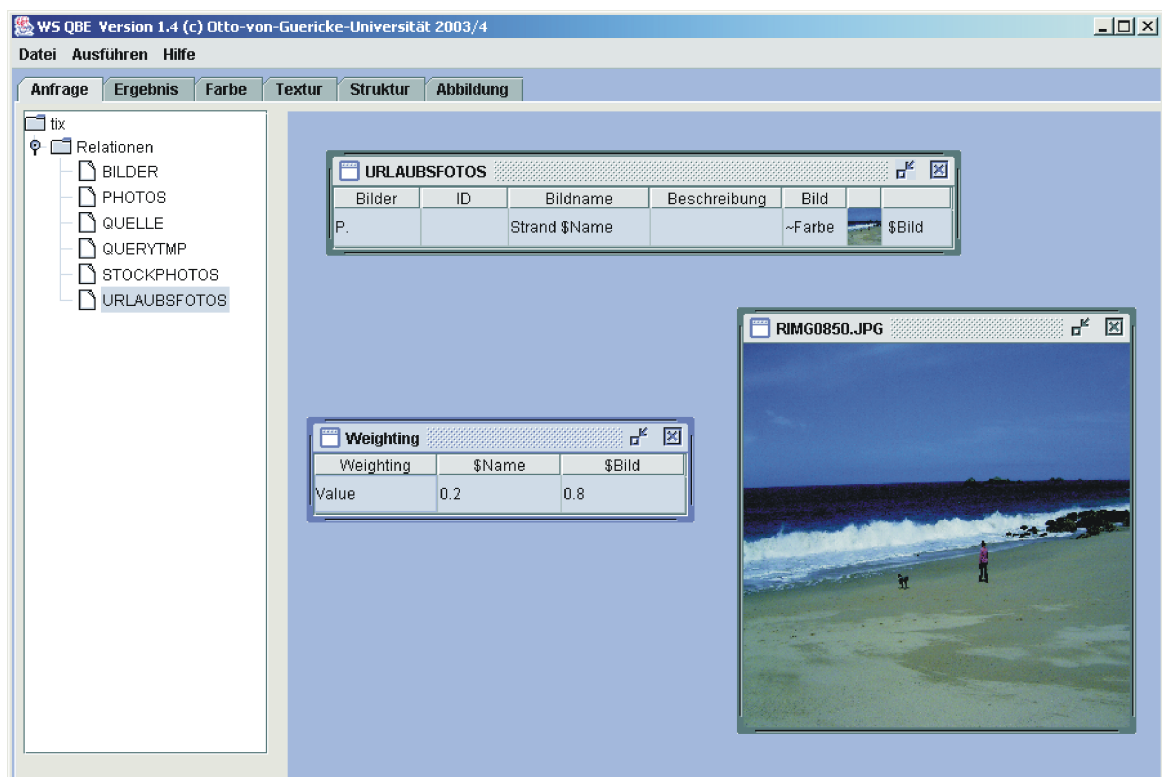 WS QBE Version 1.4 (c) Otto-von-Guericke-Universität 2003/4
Datei Ausführen Hilfe
Anfrage Ergebnis Farbe Textur Struktur Abbildung
tix
Relationen
BILDER
PHOTOS
QUELLE
QUERYTMP
STOCKPHOTOS
URLAUBSFOTOS
URLAUBSFOTOS
Bilder ID Bildname Beschreibung Bild
P. Strand $Name ~Farbe $Bild
Weighting
Weighting $Name $Bild
Value 0.2 0.8
RIMG0850.JPG